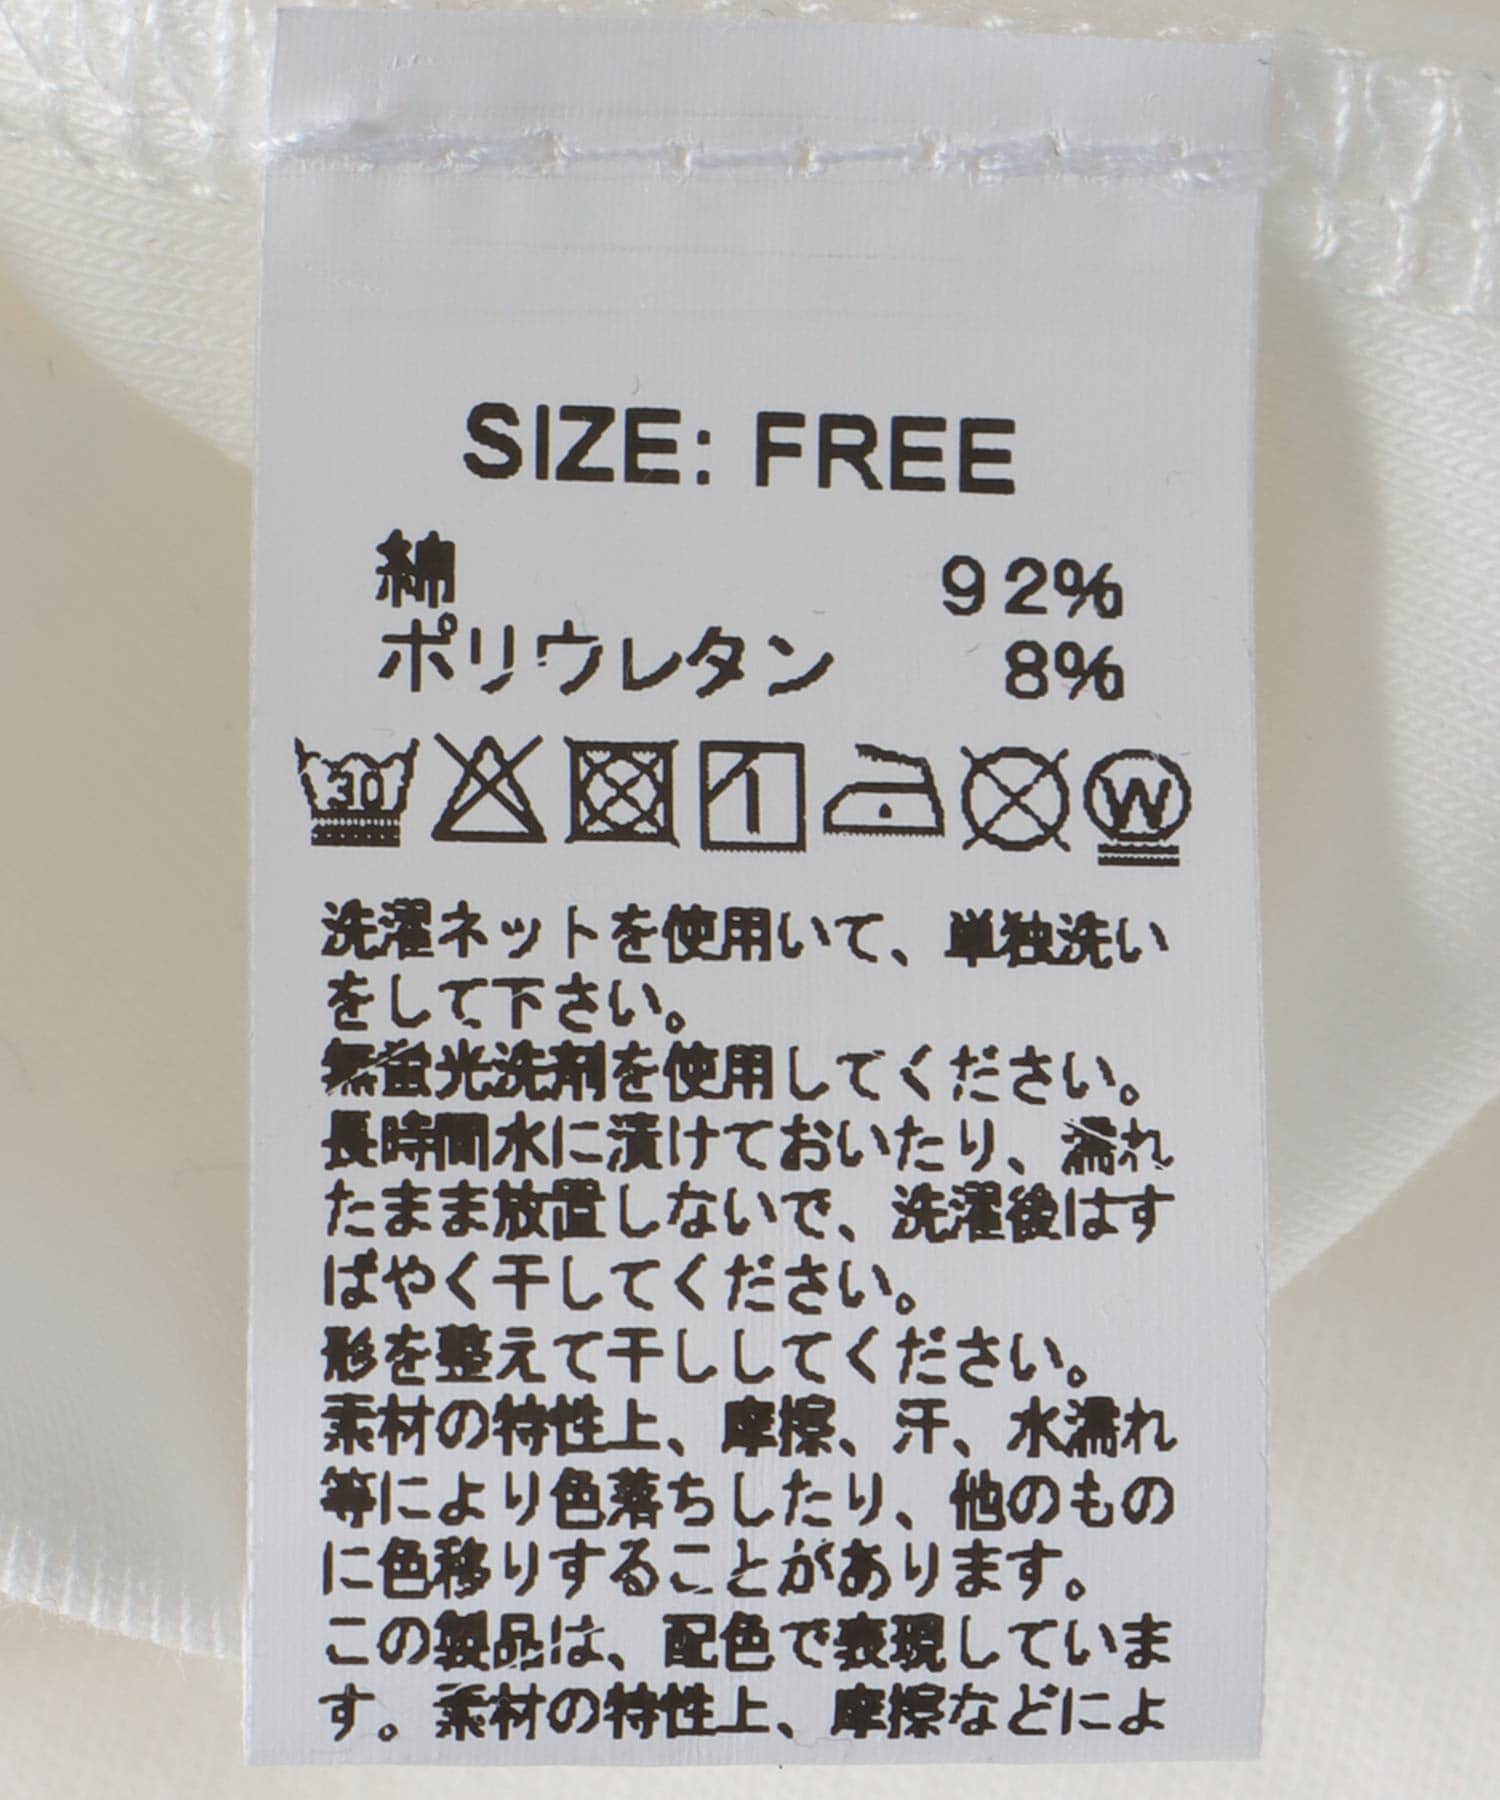 SIZE: FREE
綿 92%
ポリウレタン 8%
30
W
洗濯ネットを使用いて、単独洗い
をして下さい。
無蛍光洗剤を使用してください。
長時間水に漬けておいたり、濡れ
たまま放置しないで、洗濯後はす
ばやく干してください。
形を整えて干ししてください。
素材の特性上、摩擦、汗、水濡れ
等により色落ちしたり、他のもの
に色移りすることがあります。
この製品は、配色で表現していま
す。素材の特性上、摩擦などによ